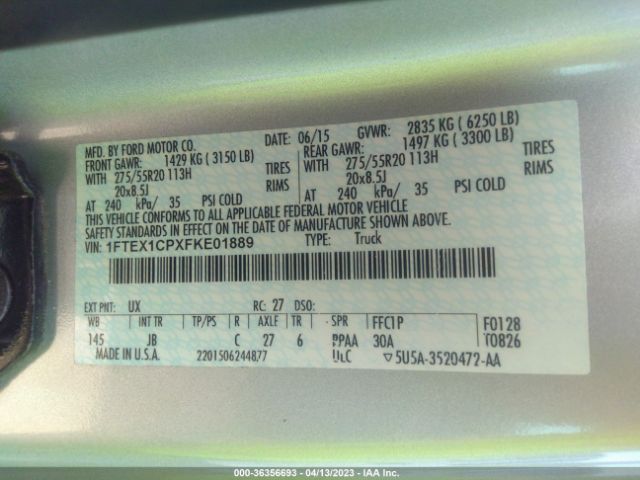 MFD. BY FORD MOTOR CO. DATE: 06/15 GVWR: 2835 KG ( 6250 LB)
FRONT GAWR: 1429 KG ( 3150 LB) REAR GAWR: 1497 KG ( 3300 LB)
WITH 275/55R20 113H TIRES WITH 275/55R20 113H TIRES
20x8.5J RIMS 20x8.5J RIMS
AT 240 kPa/ 35 PSI COLD AT 240 kPa/ 35 PSI COLD
THIS VEHICLE CONFORMS TO ALL APPLICABLE FEDERAL MOTOR VEHICLE
SAFETY STANDARDS IN EFFECT ON THE DATE OF MANUFACTURE SHOWN ABOVE.
VIN: 1FTEX1CPXFKE01889 TYPE: Truck
EXT PNT: UX RC: 27 DSO:
WB INT TR TP/PS R AXLE TR SPR FFC1P F0128
145 JB C 27 6 PPAA 30A T0826
MADE IN U.S.A. 2201506244877 ULC ▽5U5A-3520472-AA
000-36356693 - 04/13/2023 - IAA Inc.